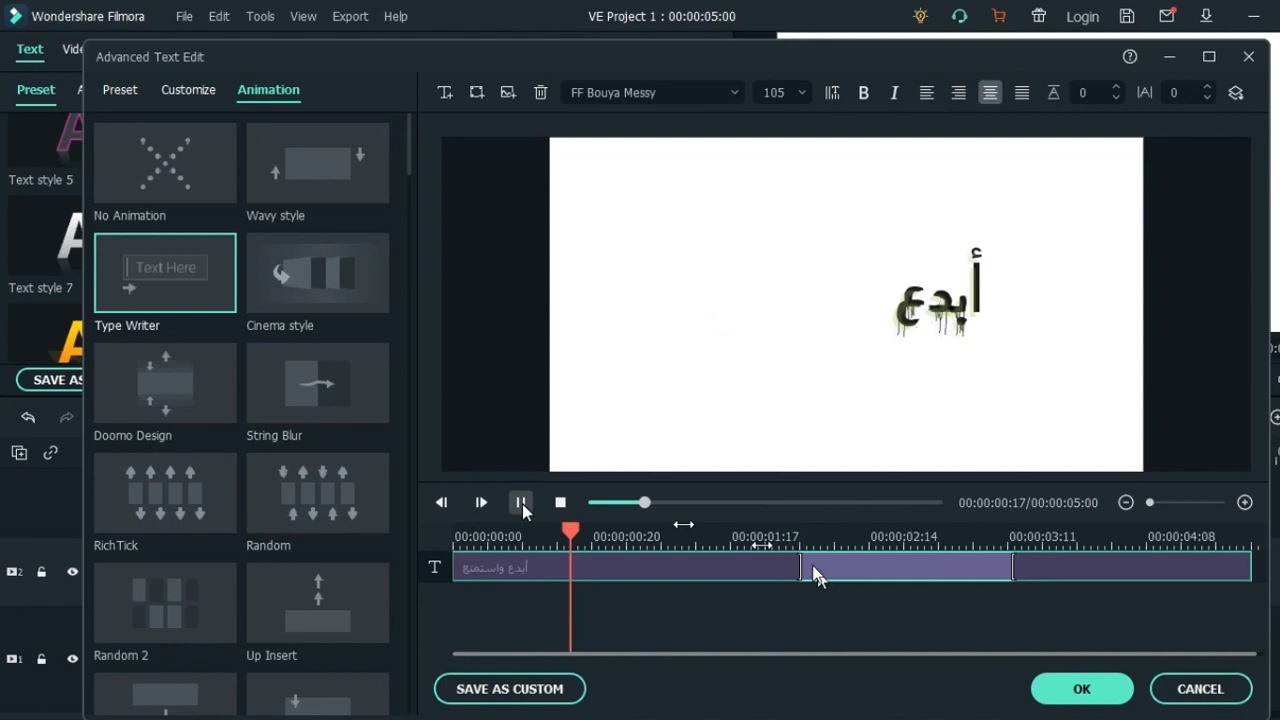 Wondershare Filmora
File Edit Tools View Export Help
VE Project 1 : 00:00:05:00
Login
Text Vid
Advanced Text Edit
Preset
Preset Customize Animation
FF Bouya Messy
105
0
0
Text style 5
No Animation
Wavy style
Text Here
Type Writer
Cinema style
Text style 7
أبدع
SAVE AS
Doomo Design
String Blur
RichTick
Random
00:00:00:17/00:00:05:00
00:00:00:00 00:00:00:20 00:00:01:17 00:00:02:14 00:00:03:11 00:00:04:08
T
أبدع واستمتع
2
Random 2
Up Insert
1
SAVE AS CUSTOM
OK
CANCEL